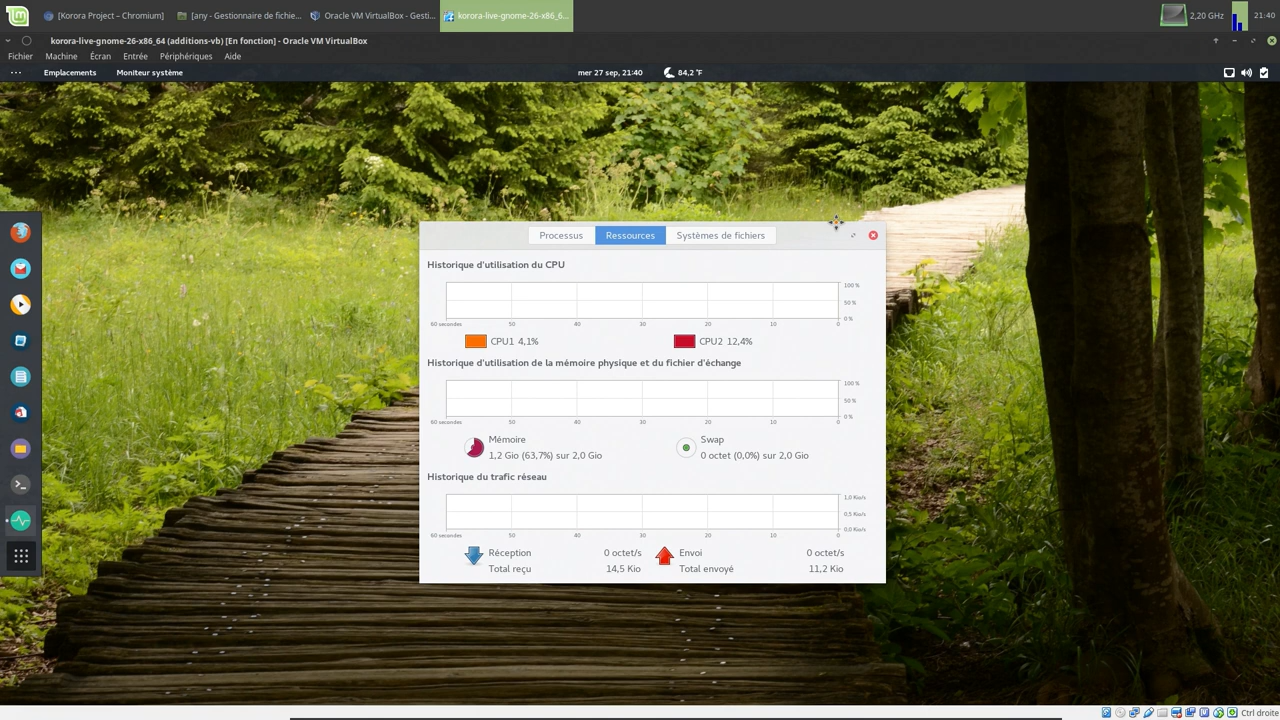 [Korora Project – Chromium]
[any - Gestionnaire de fichie...
Oracle VM VirtualBox - Gesti...
korora-live-gnome-26-x86_6...
2,20 GHz
21:40
korora-live-gnome-26-x86_64 (additions-vb) [En fonction] - Oracle VM VirtualBox
Fichier Machine Écran Entrée Périphériques Aide
Emplacements Moniteur système mer 27 sep, 21:40 84,2 °F
Processus Ressources Systèmes de fichiers
Historique d'utilisation du CPU
100 %
50 %
0 %
60 secondes 50 40 30 20 10 0
CPU1 4,1% CPU2 12,4%
Historique d'utilisation de la mémoire physique et du fichier d'échange
100 %
50 %
0 %
60 secondes 50 40 30 20 10 0
Mémoire Swap
1,2 Gio (63,7%) sur 2,0 Gio 0 octet (0,0%) sur 2,0 Gio
Historique du trafic réseau
1,0 Kio/s
0,5 Kio/s
0,0 Kio/s
60 secondes 50 40 30 20 10 0
Réception 0 octet/s Envoi 0 octet/s
Total reçu 14,5 Kio Total envoyé 11,2 Kio
Ctrl droite